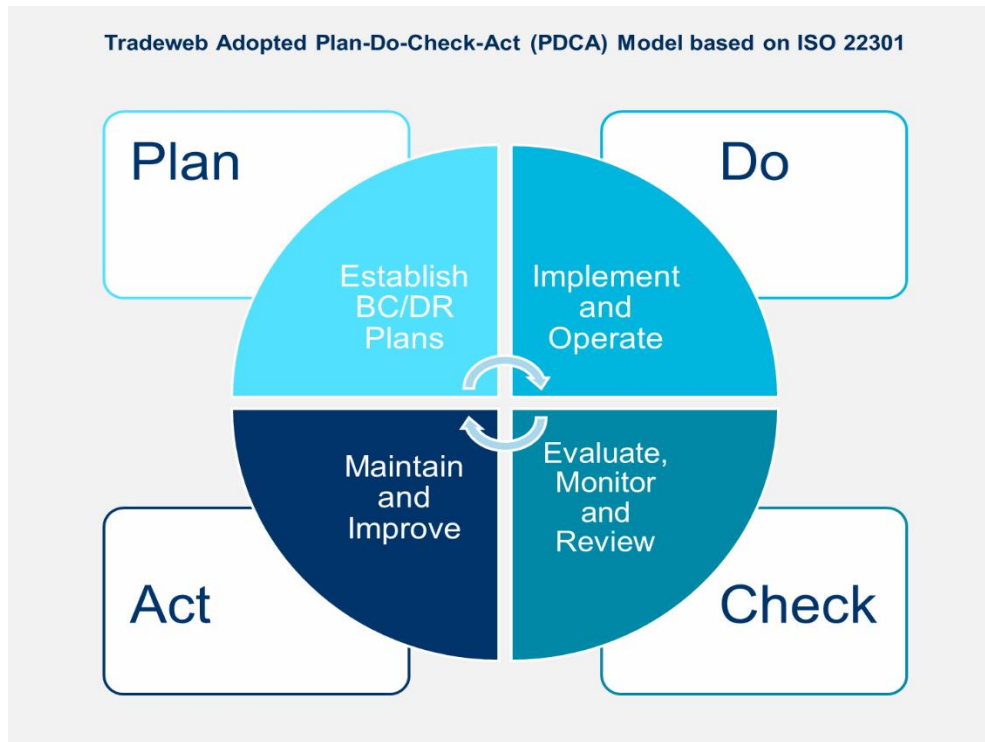 Tradeweb Adopted Plan-Do-Check-Act (PDCA) Model based on ISO 22301
Plan
Do
Establish
BC/DR
Plans
Implement
and
Operate
Maintain
and
Improve
Evaluate,
Monitor
and
Review
Act
Check